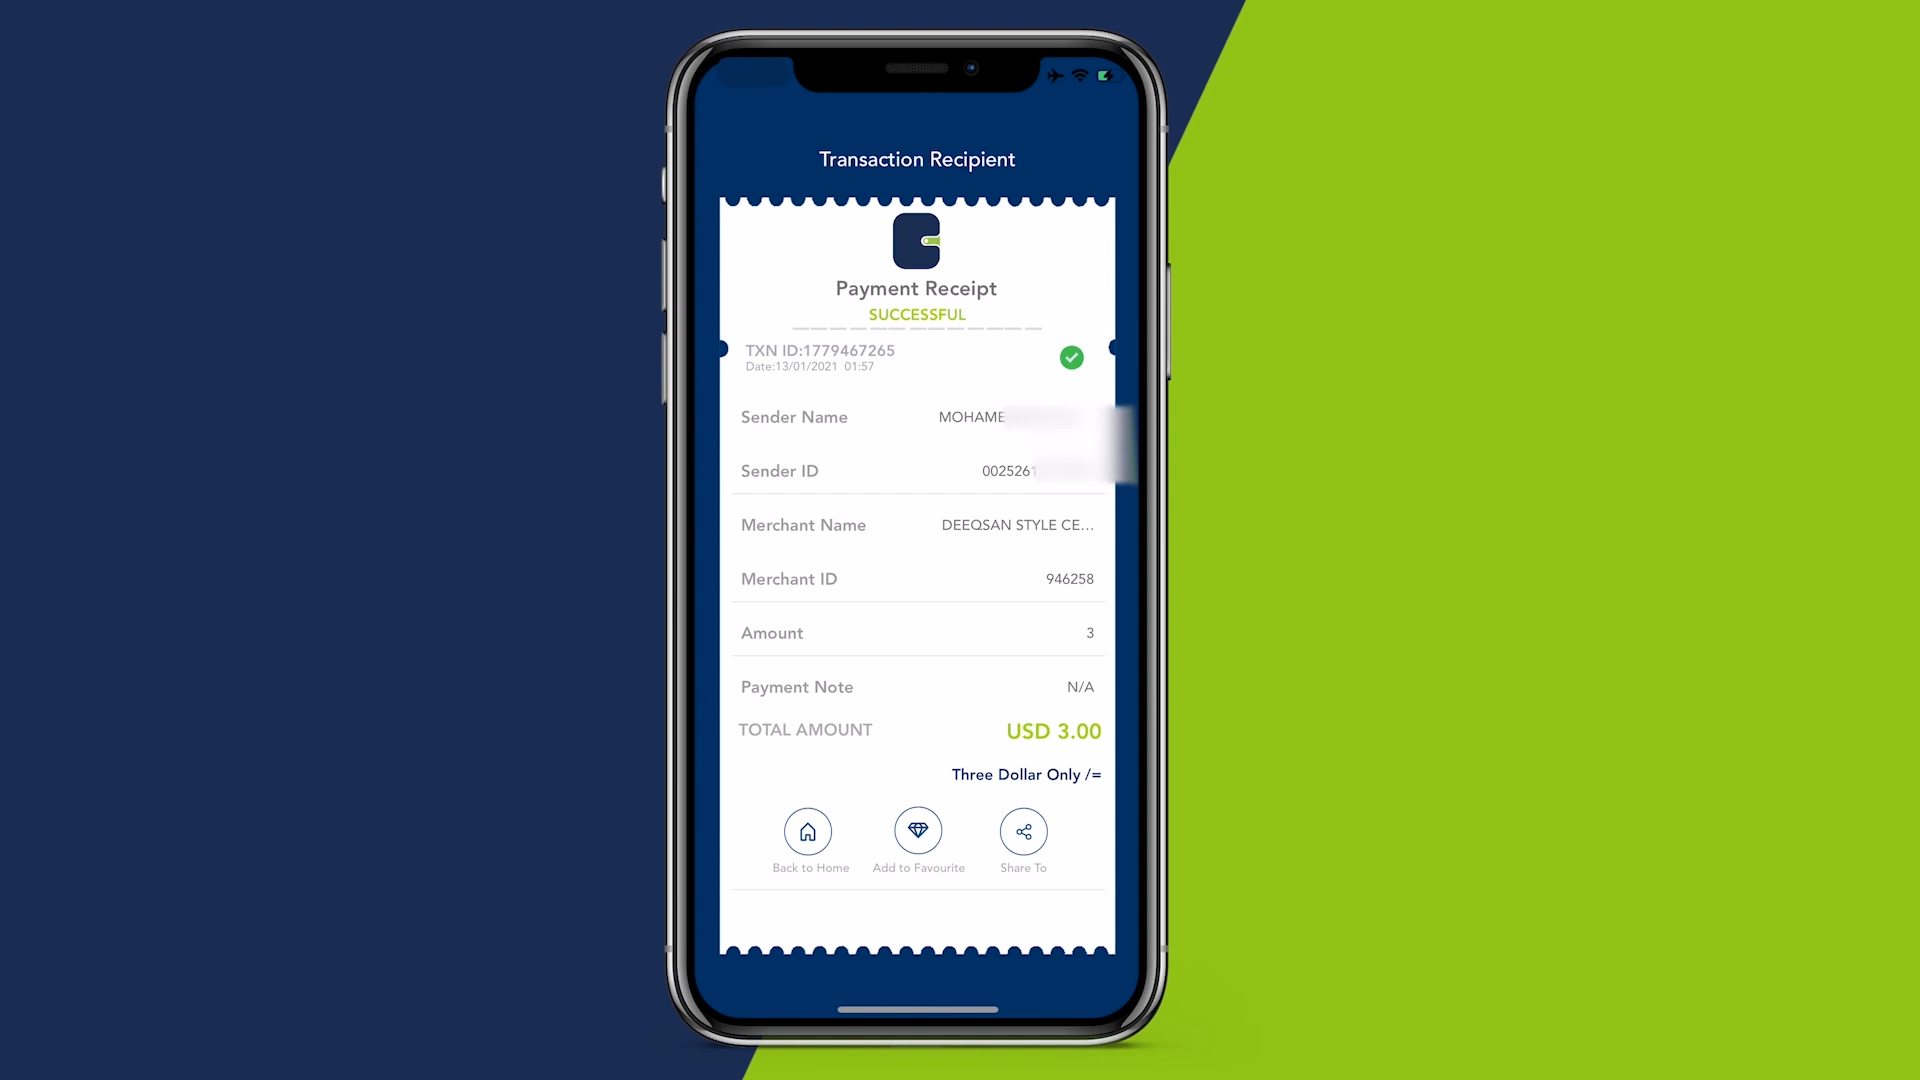 Transaction Recipient
Payment Receipt
SUCCESSFUL
TXN ID:1779467265
Date:13/01/2021 01:57
Sender Name MOHAME
Sender ID 0025261
Merchant Name DEEQSAN STYLE CE...
Merchant ID 946258
Amount 3
Payment Note N/A
TOTAL AMOUNT USD 3.00
Three Dollar Only /=
Back to Home Add to Favourite Share To